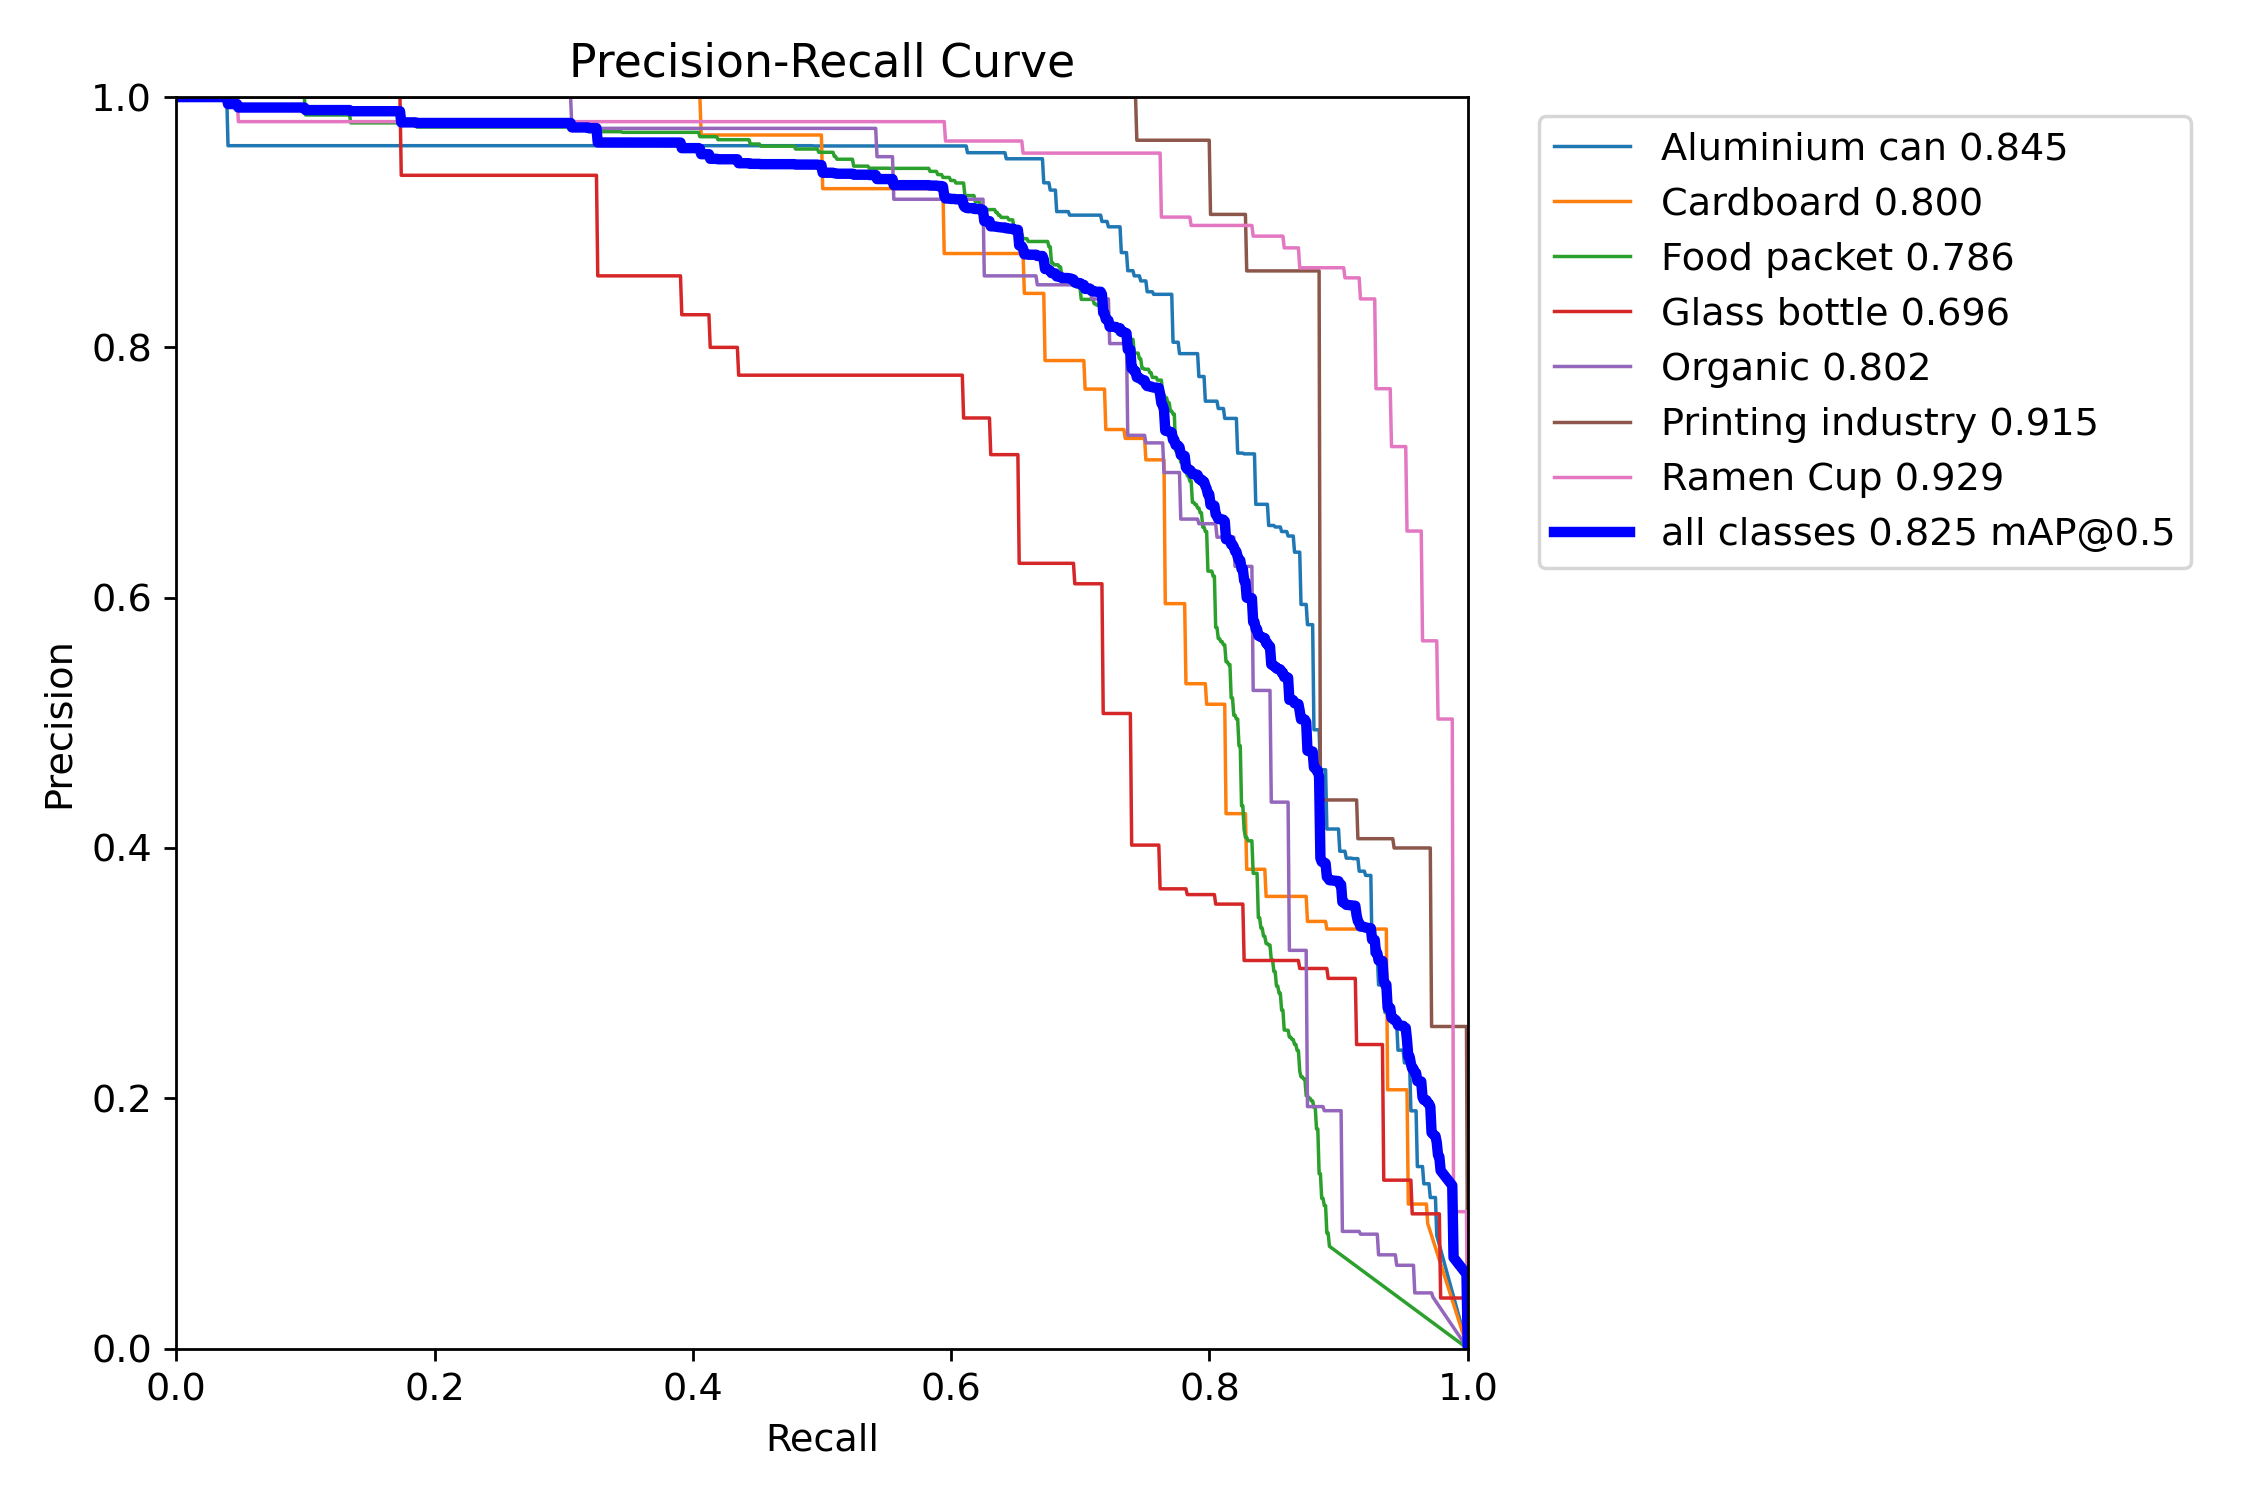 Precision-Recall Curve
1.0
0.8
0.6
0.4
0.2
0.0
Precision
0.0 0.2 0.4 0.6 0.8 1.0
Recall
Aluminium can 0.845
Cardboard 0.800
Food packet 0.786
Glass bottle 0.696
Organic 0.802
Printing industry 0.915
Ramen Cup 0.929
all classes 0.825 mAP@0.5